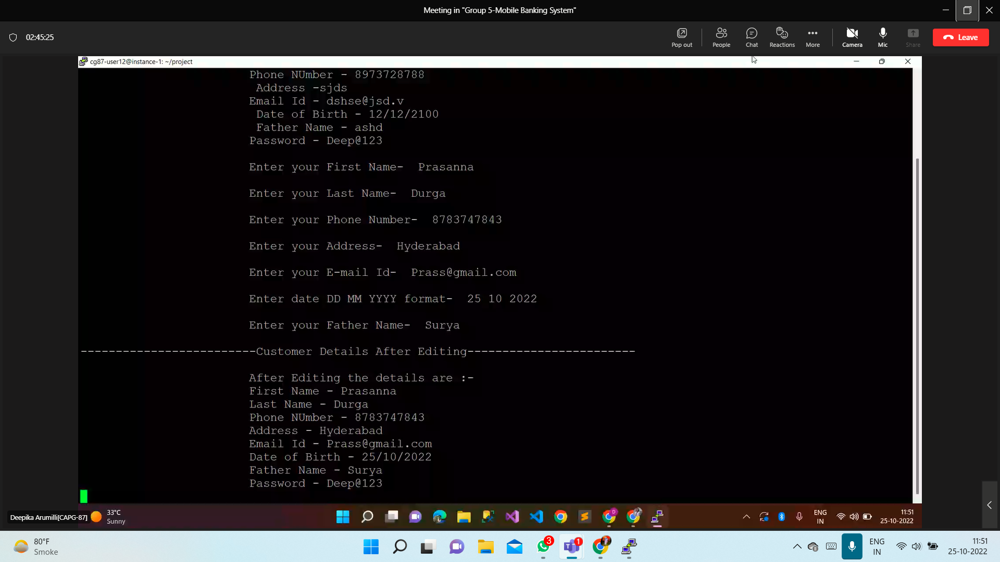 Meeting in "Group 5-Mobile Banking System"
02:45:25
Pop out
People
Chat
Reactions
More
Camera
Mic
Share
Leave
cg87-user12@instance-1: ~/project
Phone NUmber - 8973728788
Address -sjds
Email Id - dshse@jsd.v
Date of Birth - 12/12/2100
Father Name - ashd
Password - Deep@123
Enter your First Name-  Prasanna
Enter your Last Name-  Durga
Enter your Phone Number-  8783747843
Enter your Address-  Hyderabad
Enter your E-mail Id-  Prass@gmail.com
Enter date DD MM YYYY format-  25 10 2022
Enter your Father Name-  Surya
-------------------------Customer Details After Editing------------------------
After Editing the details are :-
First Name - Prasanna
Last Name - Durga
Phone NUmber - 8783747843
Address - Hyderabad
Email Id - Prass@gmail.com
Date of Birth - 25/10/2022
Father Name - Surya
Password - Deep@123
Deepika Arumilli[CAPG-87]
33°C
Sunny
D
ENG
IN
11:51
25-10-2022
80°F
Smoke
3
1
ENG
IN
11:51
25-10-2022